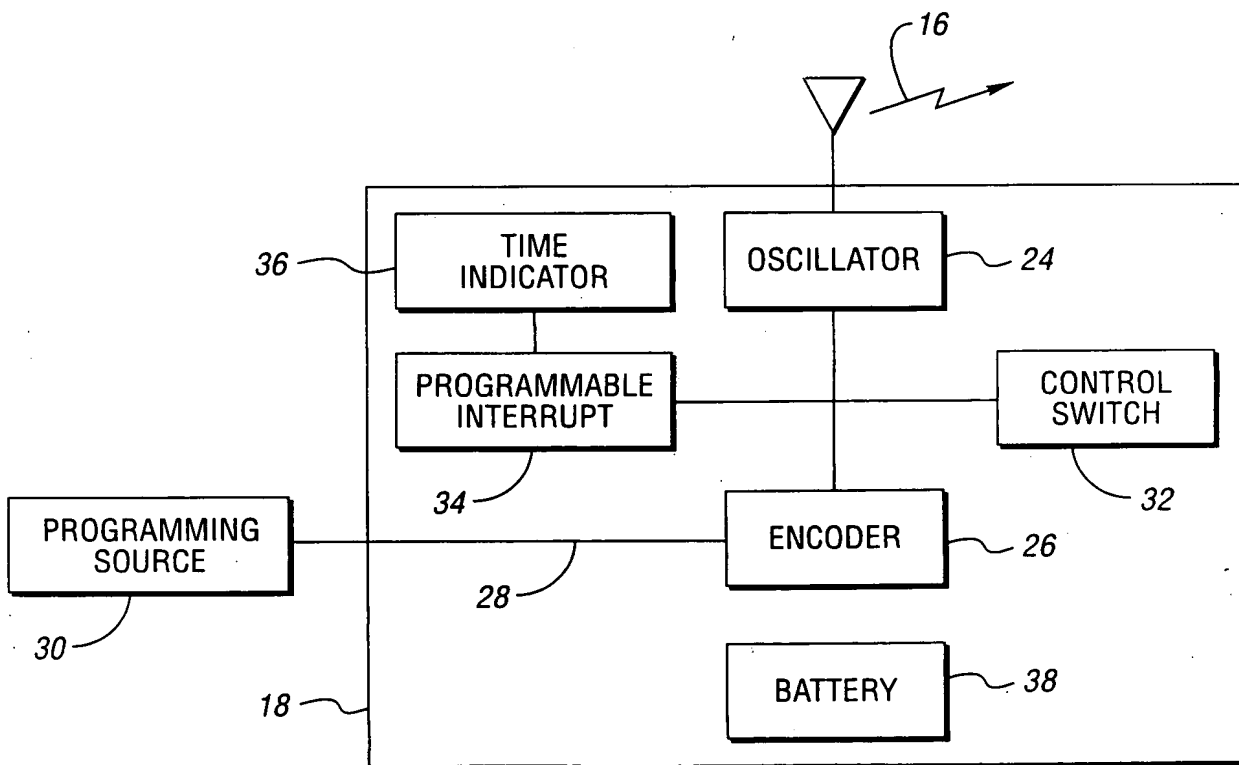 16
TIME
INDICATOR
36
OSCILLATOR
24
PROGRAMMABLE
INTERRUPT
34
CONTROL
SWITCH
32
PROGRAMMING
SOURCE
30
28
ENCODER
26
18
BATTERY
38